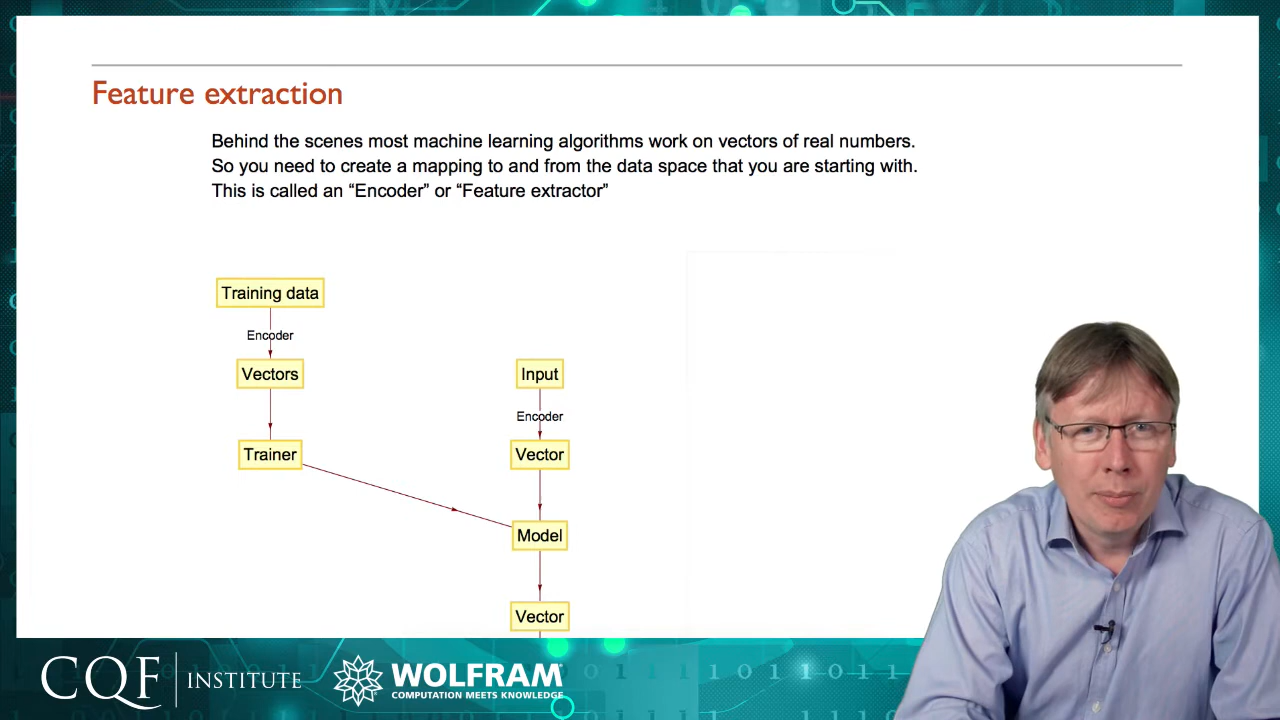 Feature extraction
Behind the scenes most machine learning algorithms work on vectors of real numbers.
So you need to create a mapping to and from the data space that you are starting with.
This is called an “Encoder” or “Feature extractor”
Training data
Encoder
Vectors
Input
Encoder
Trainer
Vector
Model
Vector
CQF INSTITUTE
WOLFRAM
COMPUTATION MEETS KNOWLEDGE